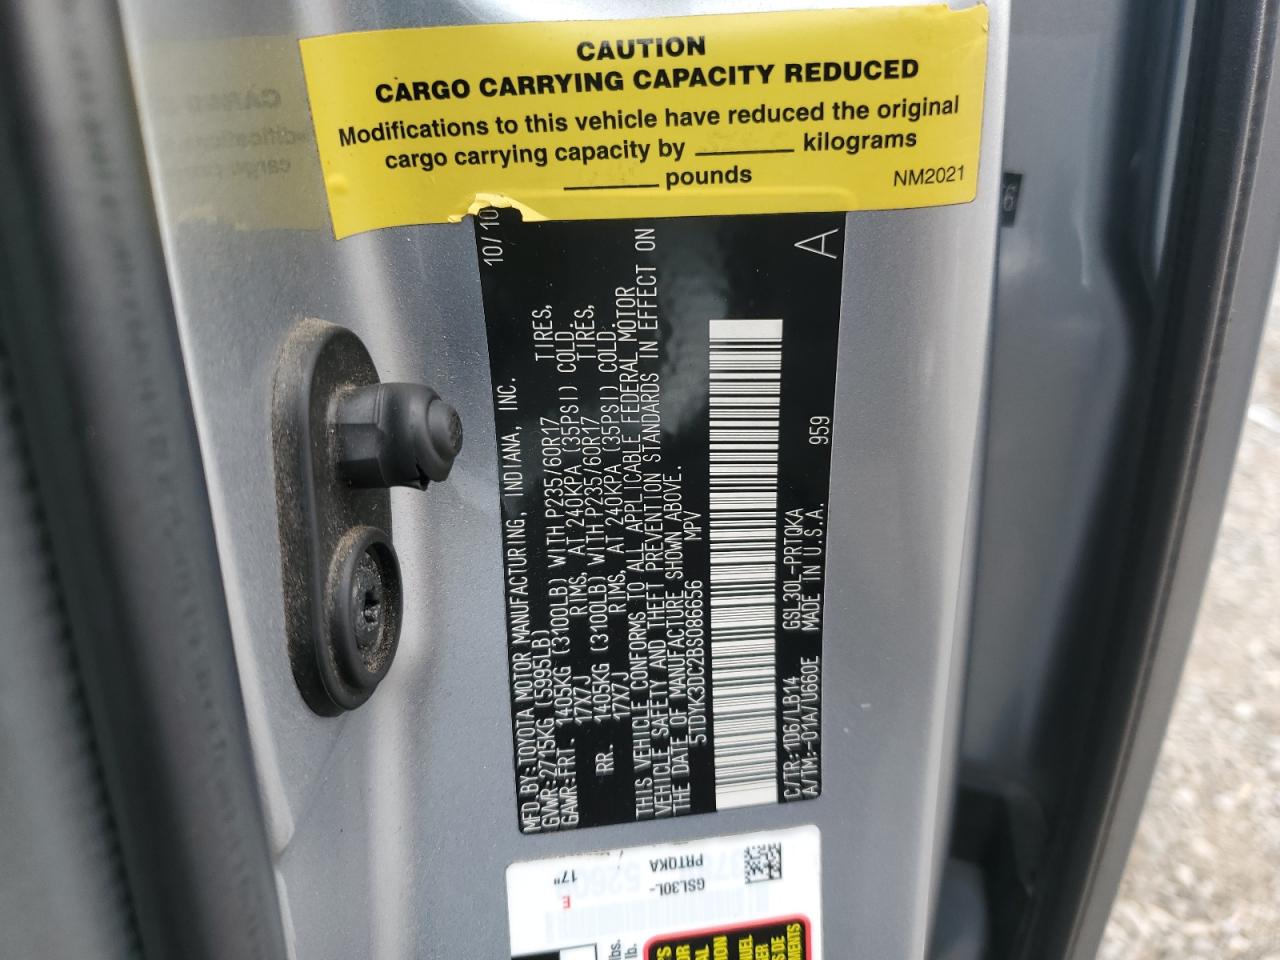 CAUTION
CARGO CARRYING CAPACITY REDUCED
Modifications to this vehicle have reduced the original
cargo carrying capacity by ________ kilograms
________ pounds
NM2021
MFD.BY:TOYOTA MOTOR MANUFACTURING, INDIANA, INC. 10/10
GVWR:2715KG (5995LB)
GAWR:FRT. 1405KG (3100LB) WITH P235/60R17 TIRES,
17X7J RIMS, AT 240KPA (35PSI) COLD.
RR. 1405KG (3100LB) WITH P235/60R17 TIRES,
17X7J RIMS, AT 240KPA (35PSI) COLD.
THIS VEHICLE CONFORMS TO ALL APPLICABLE FEDERAL MOTOR
VEHICLE SAFETY AND THEFT PREVENTION STANDARDS IN EFFECT ON
THE DATE OF MANUFACTURE SHOWN ABOVE.
5TDYK3DC2BS086656 MPV
A
C/TR:1D6/LB14 GSL30L-PRTQKA 959
A/TM:-01A/U660E MADE IN U.S.A.
GSL30L-
PRTQKA
17"
E
lbs.
lb.
6